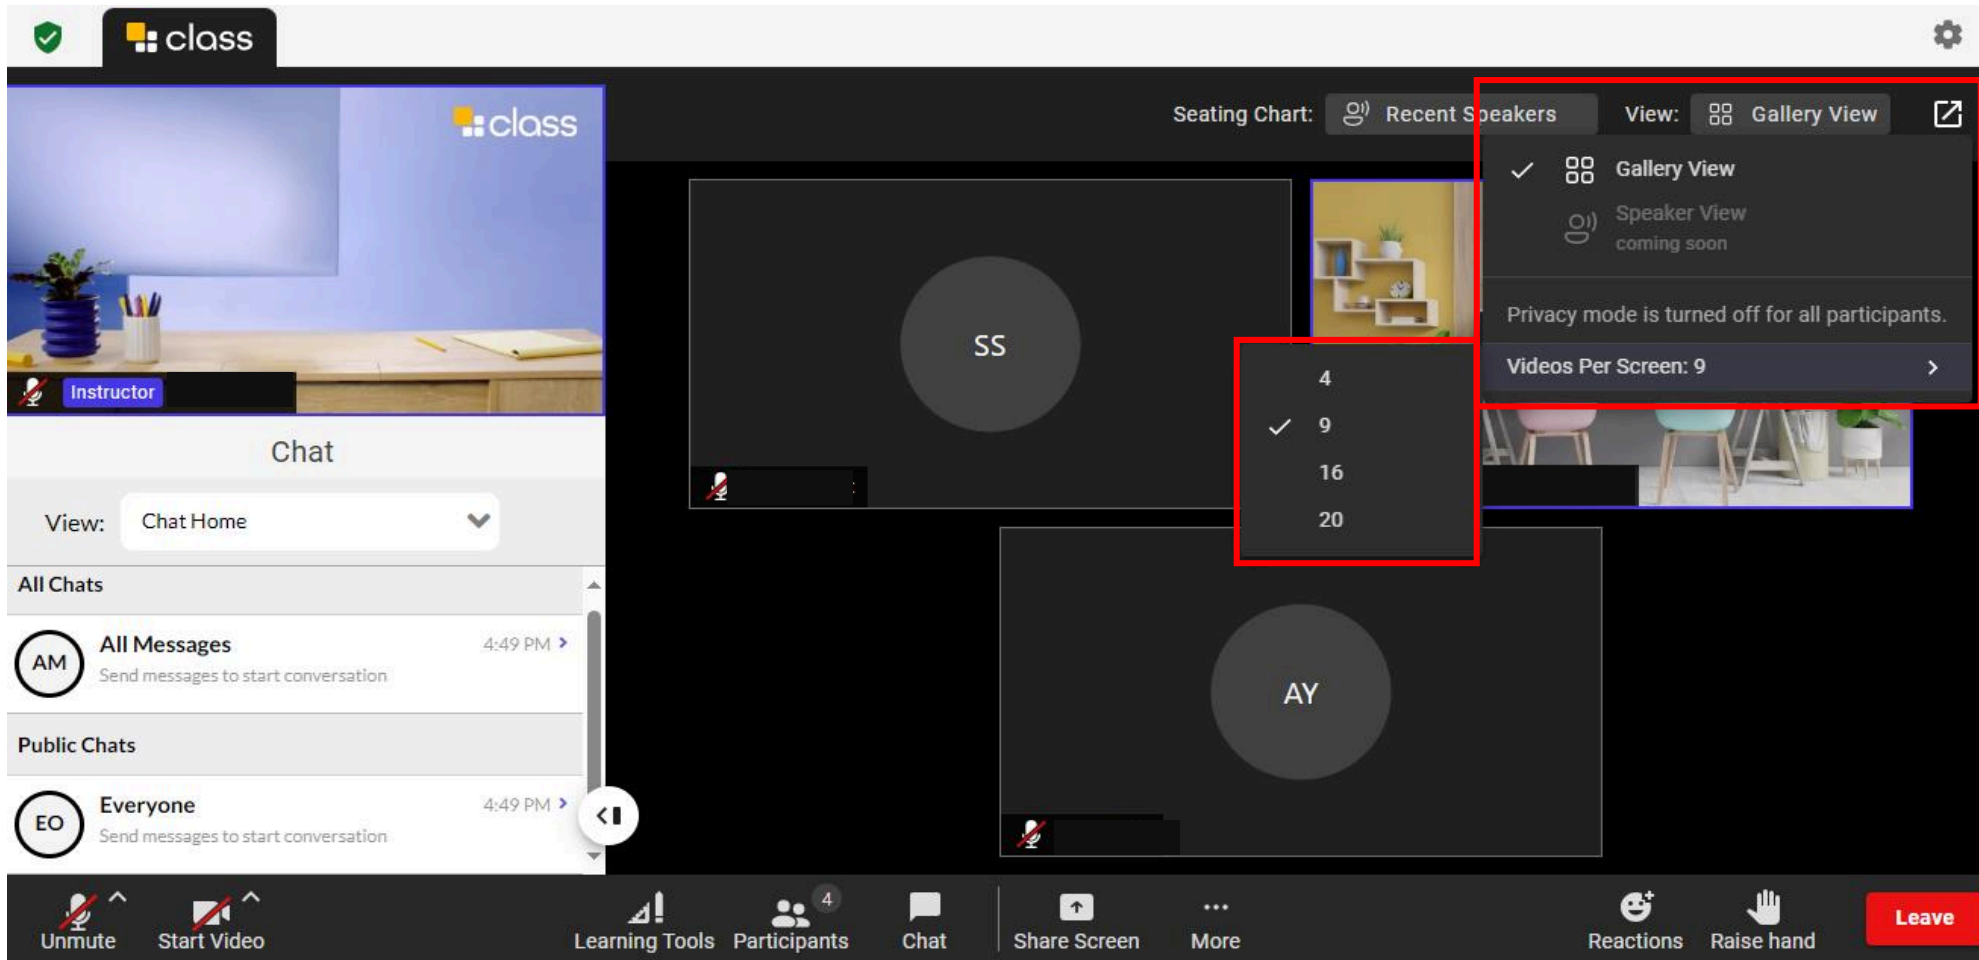 class
Seating Chart: Recent Speakers View: Gallery View
class
Gallery View
Speaker View
coming soon
Privacy mode is turned off for all participants.
Videos Per Screen: 9
4
9
16
20
SS
Instructor
Chat
View: Chat Home
All Chats
AM All Messages 4:49 PM
Send messages to start conversation
Public Chats
EO Everyone 4:49 PM
Send messages to start conversation
AY
4
Unmute Start Video Learning Tools Participants Chat Share Screen More Reactions Raise hand Leave